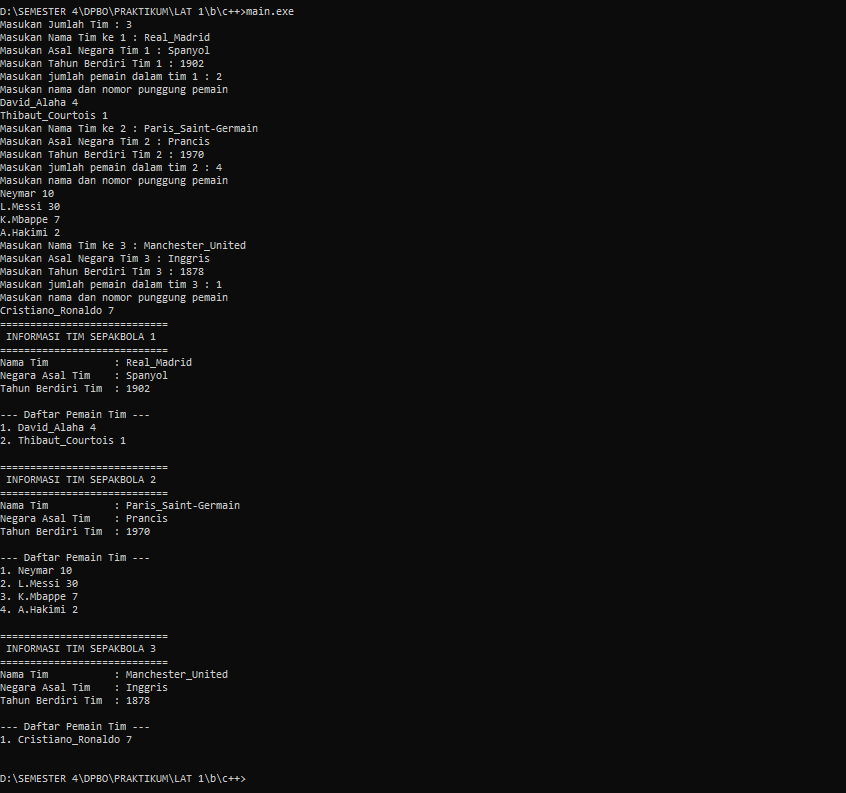 D:\SEMESTER 4\DPBO\PRAKTIKUM\LAT 1\b\c++>main.exe
Masukan Jumlah Tim : 3
Masukan Nama Tim ke 1 : Real_Madrid
Masukan Asal Negara Tim 1 : Spanyol
Masukan Tahun Berdiri Tim 1 : 1902
Masukan jumlah pemain dalam tim 1 : 2
Masukan nama dan nomor punggung pemain
David_Alaha 4
Thibaut_Courtois 1
Masukan Nama Tim ke 2 : Paris_Saint-Germain
Masukan Asal Negara Tim 2 : Prancis
Masukan Tahun Berdiri Tim 2 : 1970
Masukan jumlah pemain dalam tim 2 : 4
Masukan nama dan nomor punggung pemain
Neymar 10
L.Messi 30
K.Mbappe 7
A.Hakimi 2
Masukan Nama Tim ke 3 : Manchester_United
Masukan Asal Negara Tim 3 : Inggris
Masukan Tahun Berdiri Tim 3 : 1878
Masukan jumlah pemain dalam tim 3 : 1
Masukan nama dan nomor punggung pemain
Cristiano_Ronaldo 7
============================
 INFORMASI TIM SEPAKBOLA 1
============================
Nama Tim           : Real_Madrid
Negara Asal Tim    : Spanyol
Tahun Berdiri Tim  : 1902

--- Daftar Pemain Tim ---
1. David_Alaha 4
2. Thibaut_Courtois 1

============================
 INFORMASI TIM SEPAKBOLA 2
============================
Nama Tim           : Paris_Saint-Germain
Negara Asal Tim    : Prancis
Tahun Berdiri Tim  : 1970

--- Daftar Pemain Tim ---
1. Neymar 10
2. L.Messi 30
3. K.Mbappe 7
4. A.Hakimi 2

============================
 INFORMASI TIM SEPAKBOLA 3
============================
Nama Tim           : Manchester_United
Negara Asal Tim    : Inggris
Tahun Berdiri Tim  : 1878

--- Daftar Pemain Tim ---
1. Cristiano_Ronaldo 7


D:\SEMESTER 4\DPBO\PRAKTIKUM\LAT 1\b\c++>